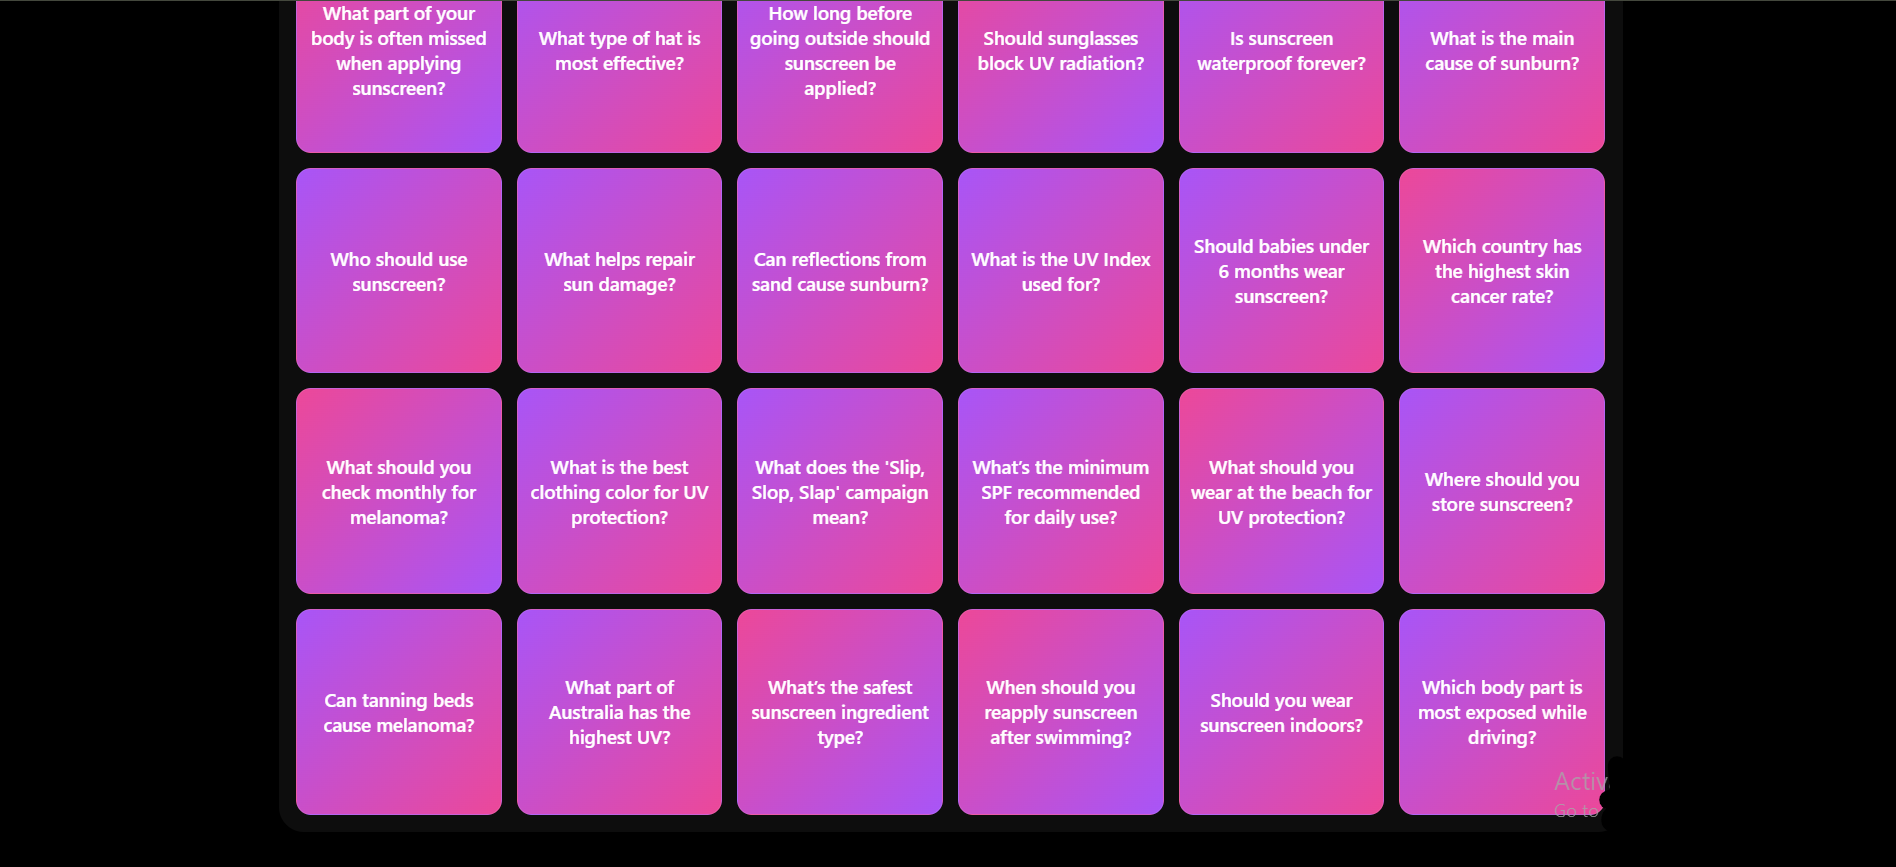 What part of your
body is often missed
when applying
sunscreen?
What type of hat is
most effective?
How long before
going outside should
sunscreen be
applied?
Should sunglasses
block UV radiation?
Is sunscreen
waterproof forever?
What is the main
cause of sunburn?
Who should use
sunscreen?
What helps repair
sun damage?
Can reflections from
sand cause sunburn?
What is the UV Index
used for?
Should babies under
6 months wear
sunscreen?
Which country has
the highest skin
cancer rate?
What should you
check monthly for
melanoma?
What is the best
clothing color for UV
protection?
What does the 'Slip,
Slop, Slap' campaign
mean?
What's the minimum
SPF recommended
for daily use?
What should you
wear at the beach for
UV protection?
Where should you
store sunscreen?
Can tanning beds
cause melanoma?
What part of
Australia has the
highest UV?
What's the safest
sunscreen ingredient
type?
When should you
reapply sunscreen
after swimming?
Should you wear
sunscreen indoors?
Which body part is
most exposed while
driving?
Go to